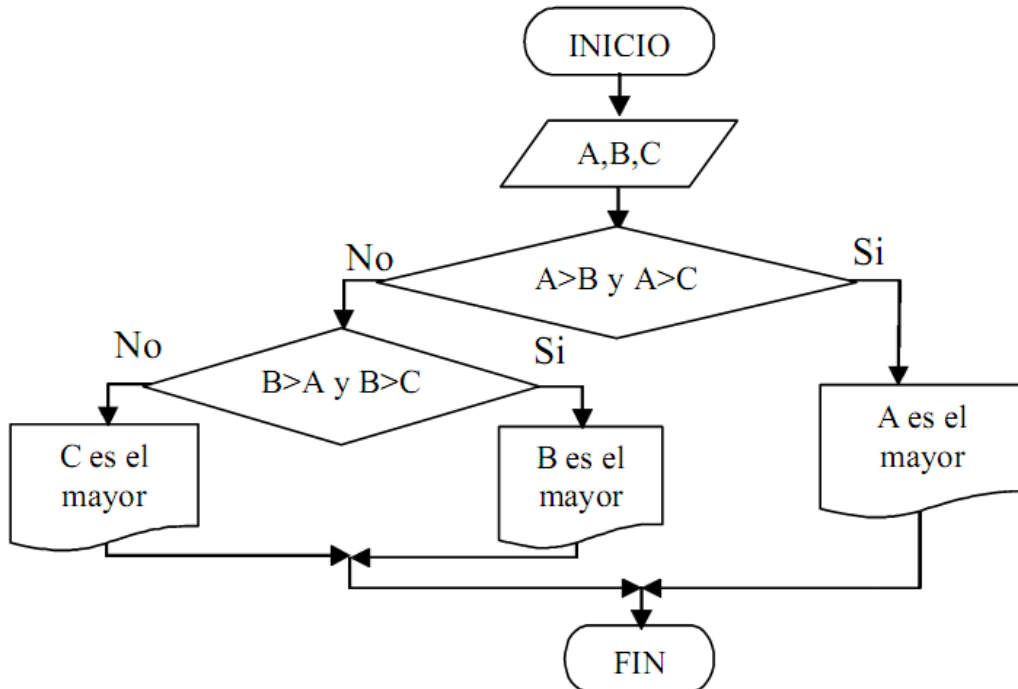 INICIO
A,B,C
No
Si
A>B y A>C
No
Si
B>A y B>C
C es el
mayor
B es el
mayor
A es el
mayor
FIN